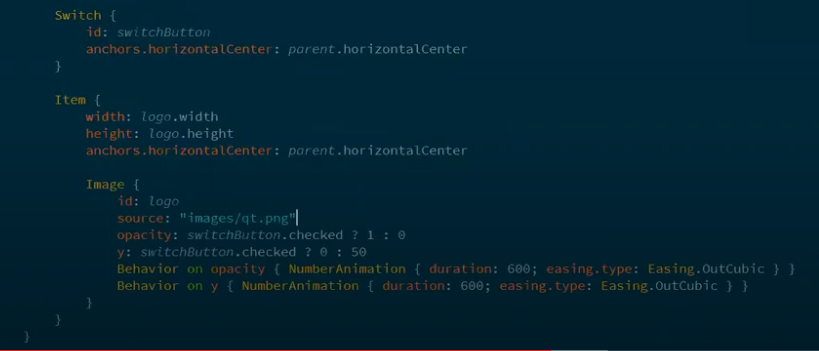 Switch {
id: switchButton
anchors.horizontalCenter: parent.horizontalCenter
}
Item {
width: logo.width
height: logo.height
anchors.horizontalCenter: parent.horizontalCenter
Image {
id: logo
source: "images/qt.png"
opacity: switchButton.checked ? 1 : 0
y: switchButton.checked ? 0 : 50
Behavior on opacity { NumberAnimation { duration: 600; easing.type: Easing.OutCubic } }
Behavior on y { NumberAnimation { duration: 600; easing.type: Easing.OutCubic } }
}
}
}